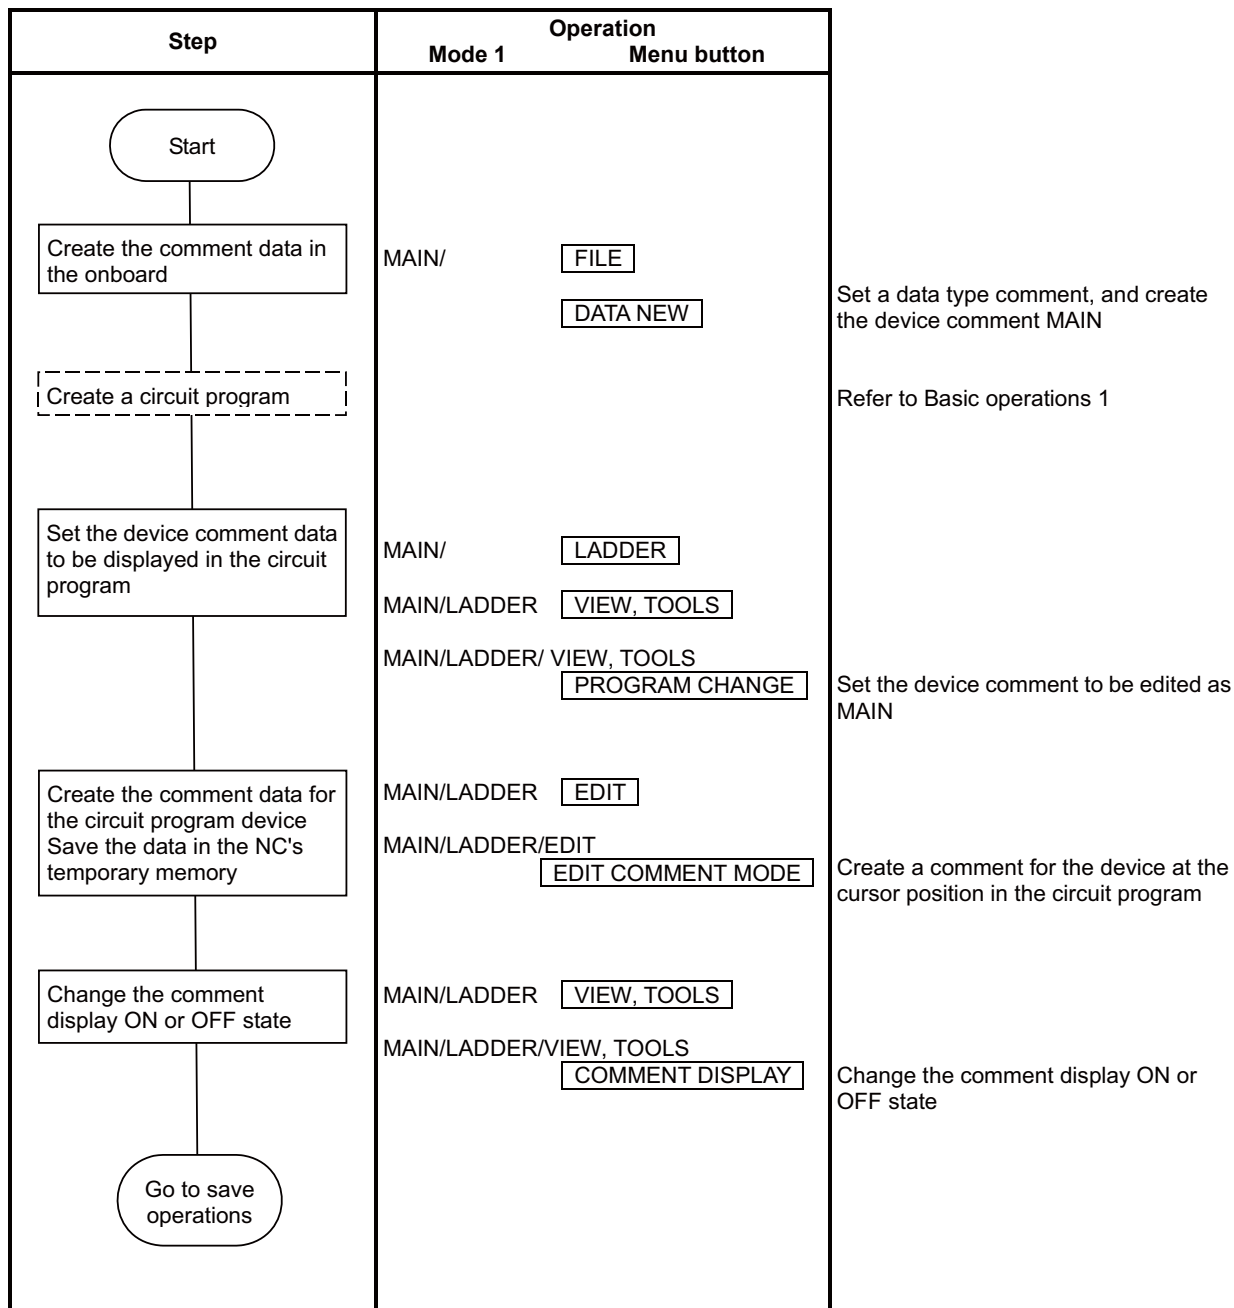 Step
Operation
Mode 1 Menu button
Start
Create the comment data in
the onboard
MAIN/ FILE
DATA NEW
Set a data type comment, and create
the device comment MAIN
Create a circuit program
Refer to Basic operations 1
Set the device comment data
to be displayed in the circuit
program
MAIN/ LADDER
MAIN/LADDER VIEW, TOOLS
MAIN/LADDER/ VIEW, TOOLS
PROGRAM CHANGE
Set the device comment to be edited as
MAIN
Create the comment data for
the circuit program device
Save the data in the NC's
temporary memory
MAIN/LADDER EDIT
MAIN/LADDER/EDIT
EDIT COMMENT MODE
Create a comment for the device at the
cursor position in the circuit program
Change the comment
display ON or OFF state
MAIN/LADDER VIEW, TOOLS
MAIN/LADDER/VIEW, TOOLS
COMMENT DISPLAY
Change the comment display ON or
OFF state
Go to save
operations